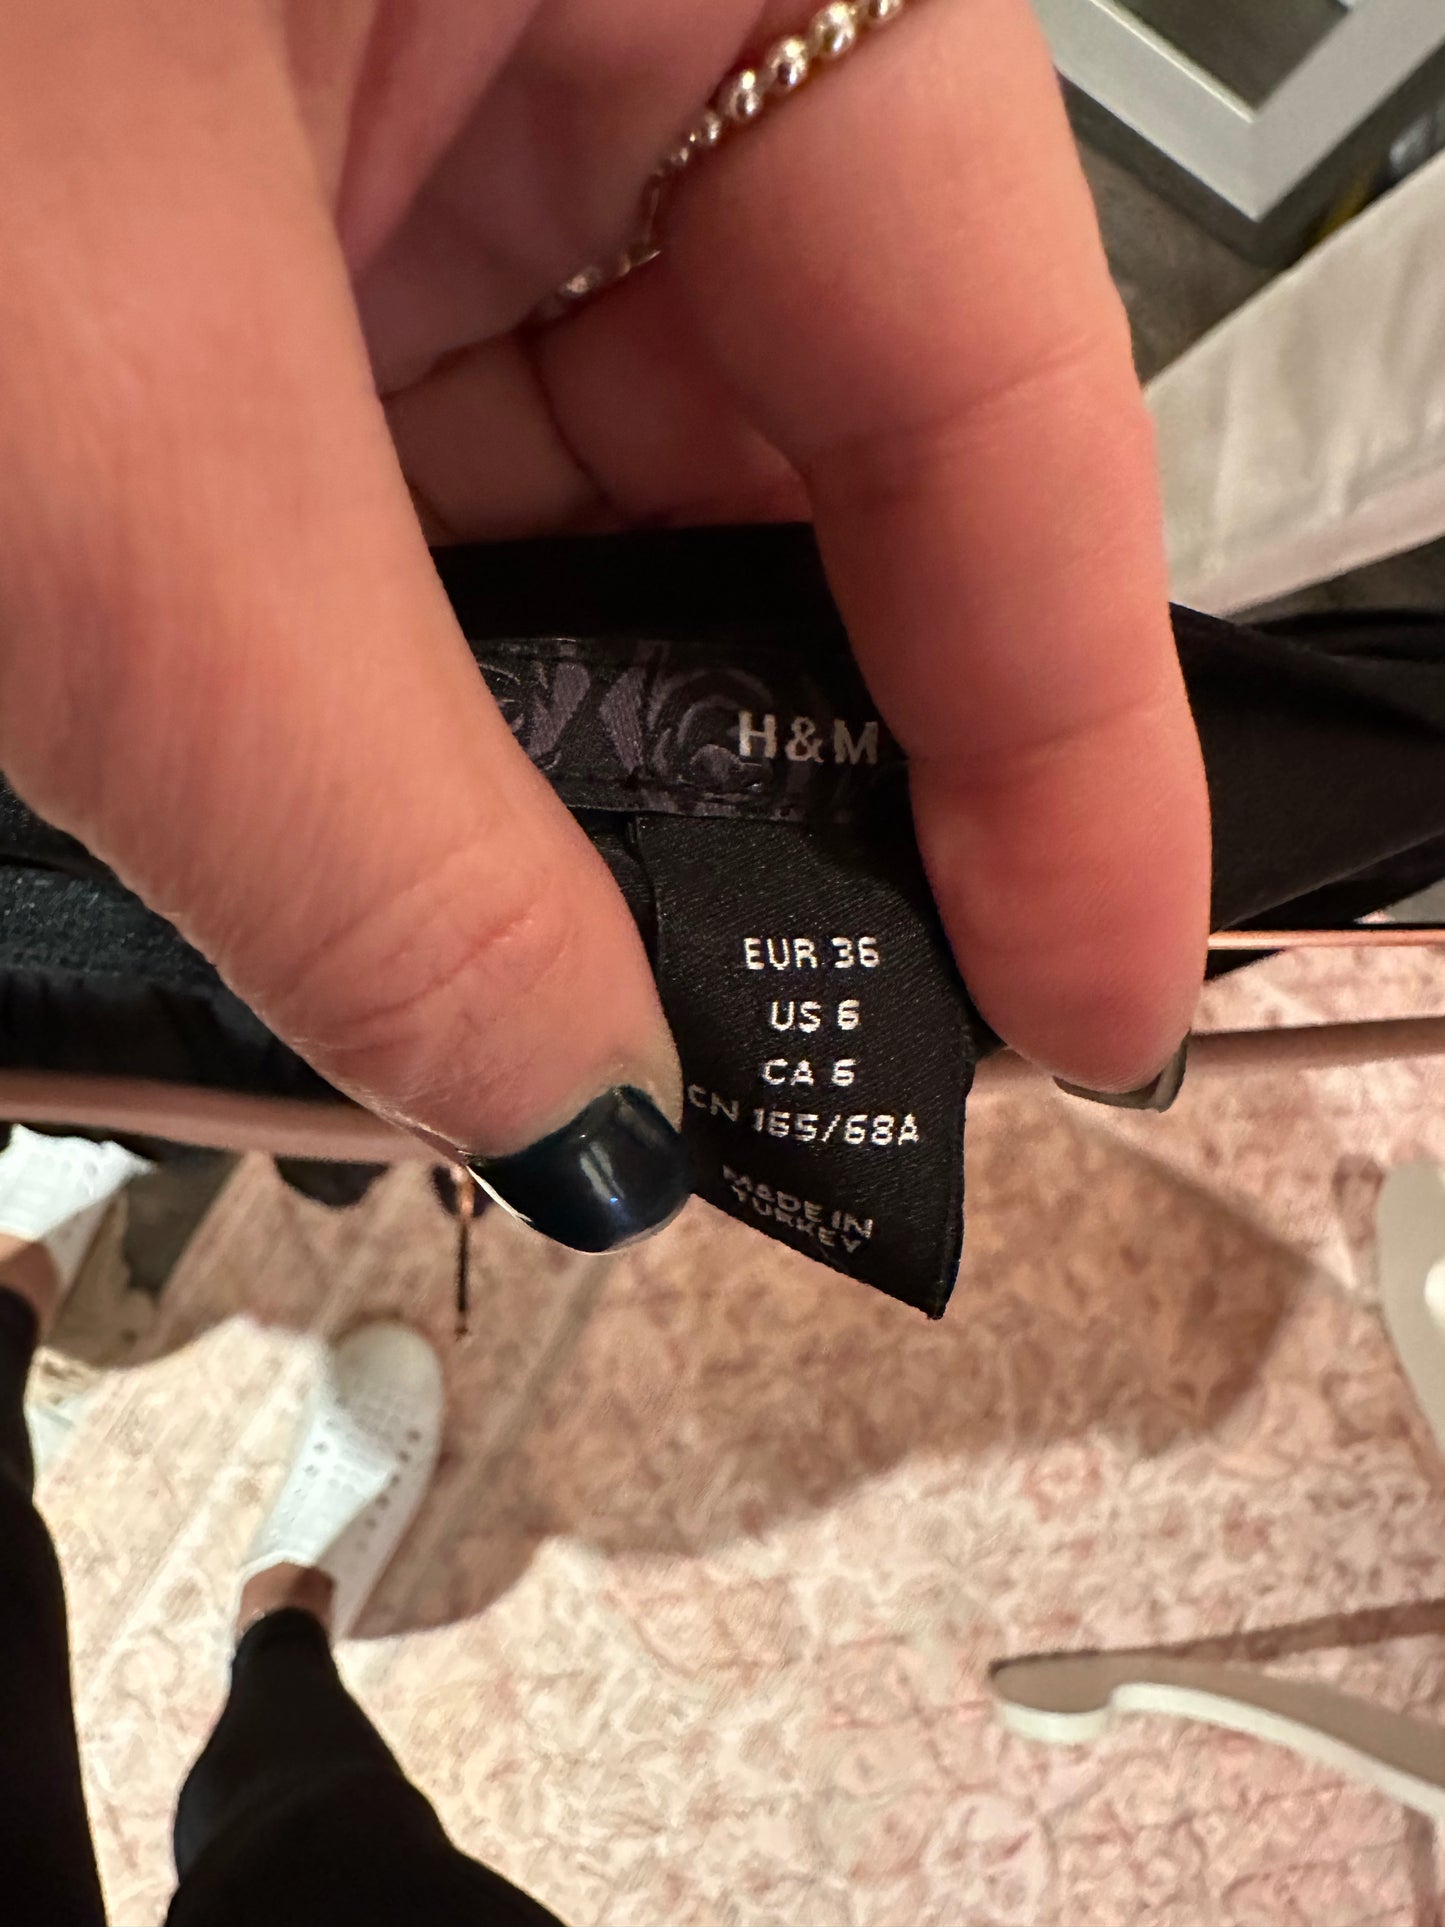 H&M
EUR 36
US 6
CA 6
CN 165/68A
MADE IN
TURKEY